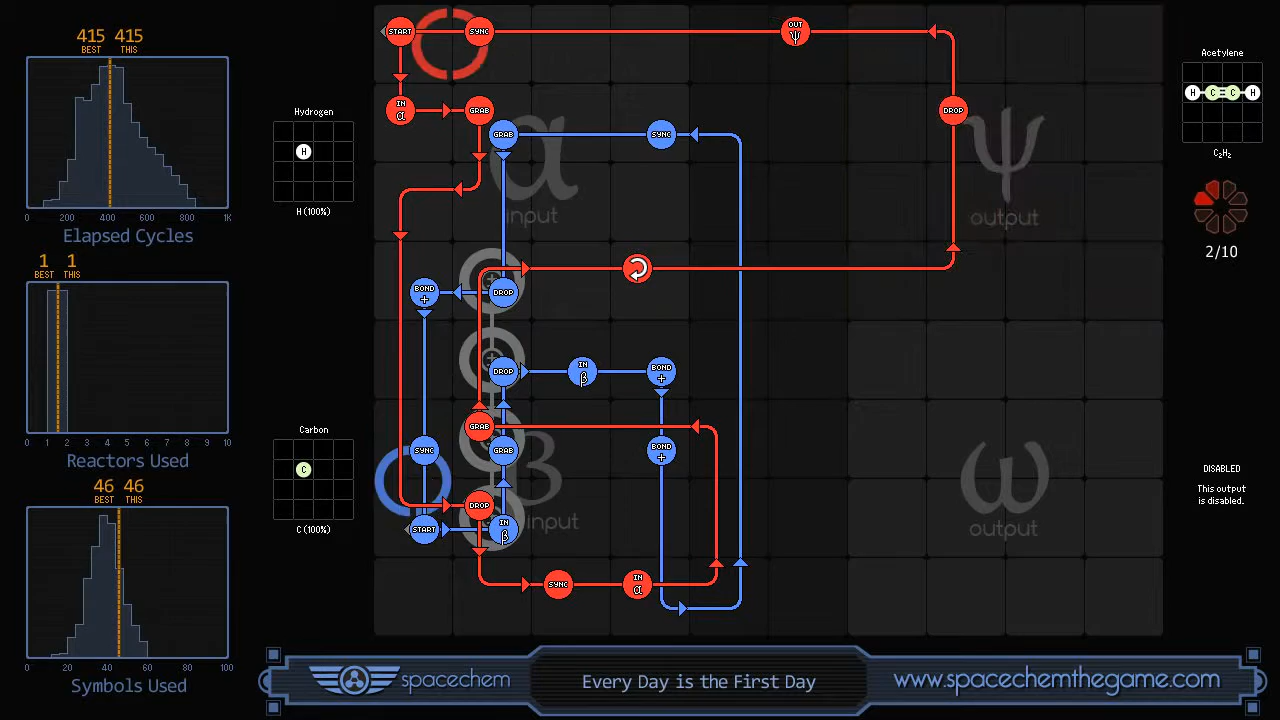 415 415
BEST THIS
0 200 400 600 800 1K
Elapsed Cycles
1 1
BEST THIS
0 1 2 3 4 5 6 7 8 9 10
Reactors Used
46 46
BEST THIS
0 20 40 60 80 100
Symbols Used
Hydrogen
H
H (100%)
Carbon
C
C (100%)
START SYNC OUT ψ
IN α GRAB DROP
GRAB SYNC
α
input
ψ
output
BOND + DROP
DROP IN β BOND +
GRAB
SYNC GRAB BOND +
β
input
DROP
START IN β
SYNC IN α
ω
output
Acetylene
H C C H
C₂H₂
2/10
DISABLED
This output
is disabled.
spacechem
Every Day is the First Day
www.spacechemthegame.com